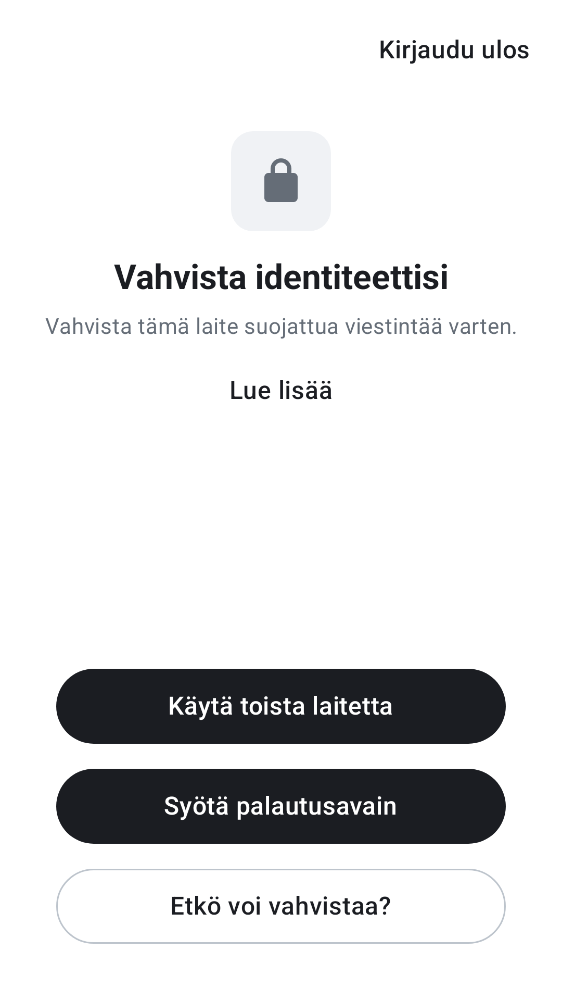 Kirjaudu ulos
Vahvista identiteettisi
Vahvista tämä laite suojattua viestintää varten.
Lue lisää
Käytä toista laitetta
Syötä palautusavain
Etkö voi vahvistaa?